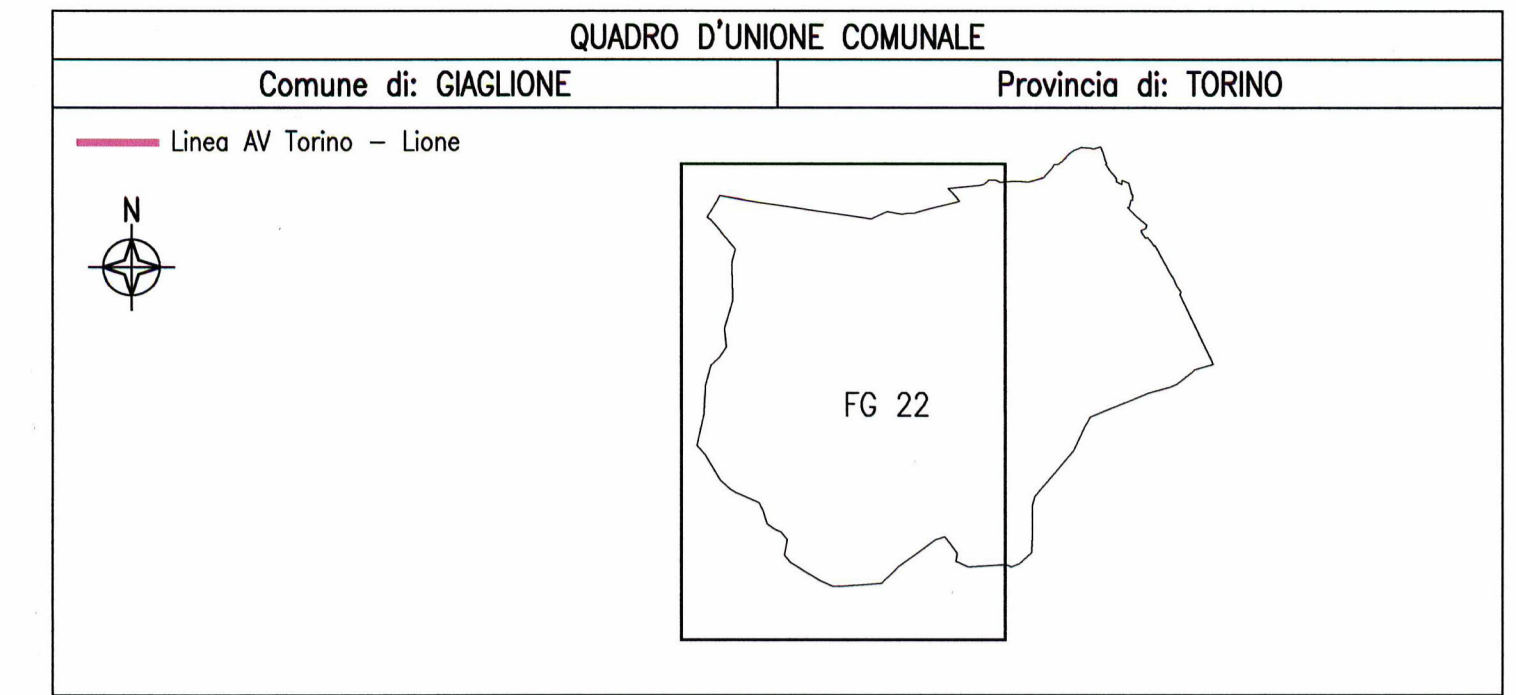 QUADRO D'UNIONE COMUNALE
Comune di: GIAGLIONE
Provincia di: TORINO
Linea AV Torino – Lione
N
FG 22